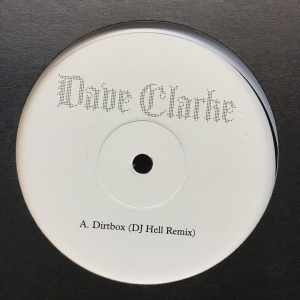 Dave Clarke
A. Dirtbox (DJ Hell Remix)